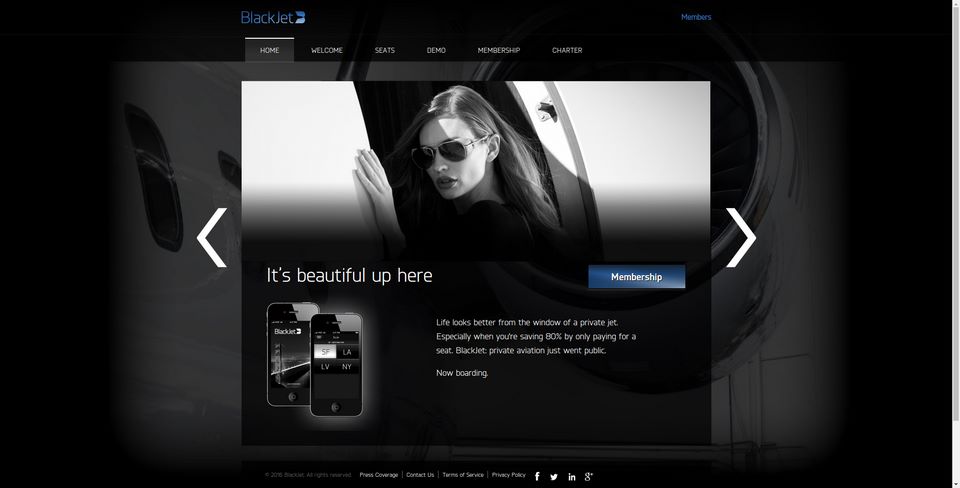 BlackJet
Members
HOME WELCOME SEATS DEMO MEMBERSHIP CHARTER
It's beautiful up here
Membership
BlackJet
SF LA
LV NY
Life looks better from the window of a private jet.
Especially when you're saving 80% by only paying for a
seat. BlackJet: private aviation just went public.
Now boarding.
© 2016 BlackJet. All rights reserved. Press Coverage Contact Us Terms of Service Privacy Policy